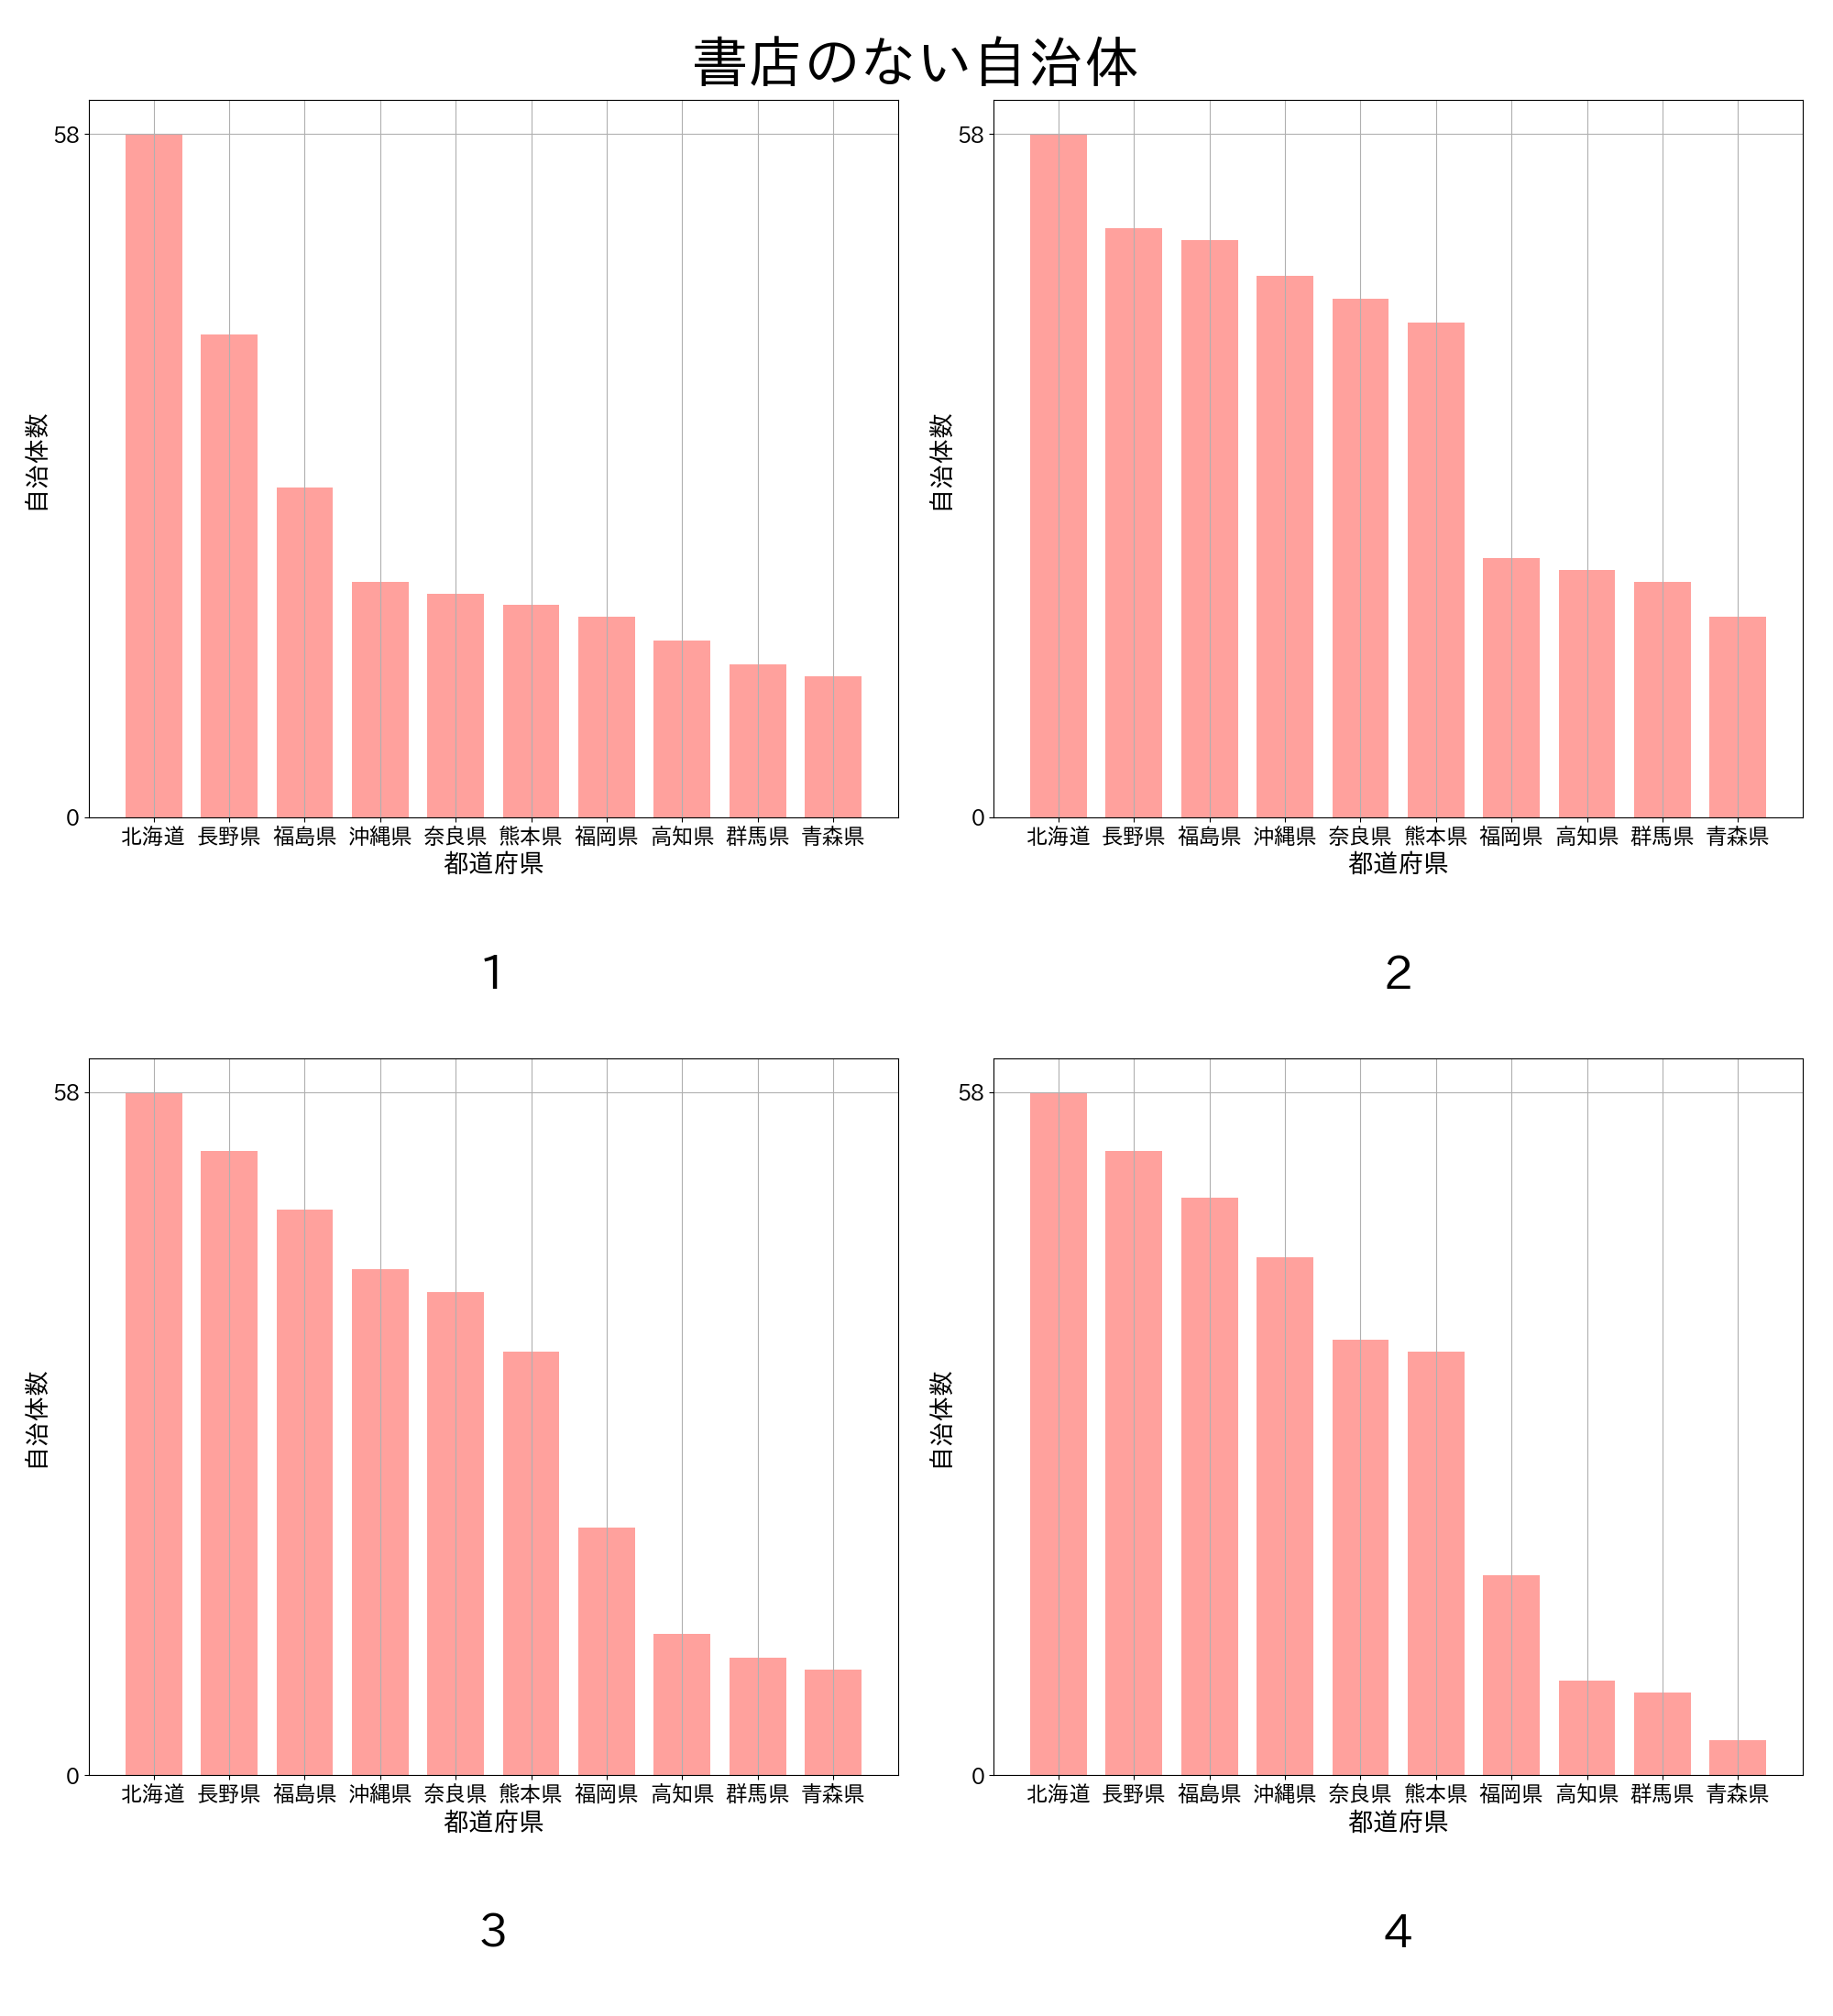 書店のない自治体
58
0
自治体数
北海道 長野県 福島県 沖縄県 奈良県 熊本県 福岡県 高知県 群馬県 青森県
都道府県
1
58
0
自治体数
北海道 長野県 福島県 沖縄県 奈良県 熊本県 福岡県 高知県 群馬県 青森県
都道府県
2
58
0
自治体数
北海道 長野県 福島県 沖縄県 奈良県 熊本県 福岡県 高知県 群馬県 青森県
都道府県
3
58
0
自治体数
北海道 長野県 福島県 沖縄県 奈良県 熊本県 福岡県 高知県 群馬県 青森県
都道府県
4